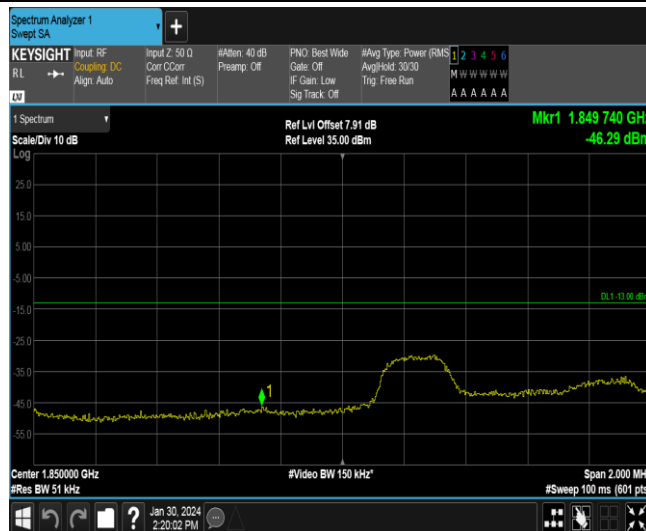 Spectrum Analyzer 1
Swept SA
+
KEYSIGHT
RL
Input: RF
Coupling: DC
Align: Auto
Input Z: 50 Ω
Corr CCorr
Freq Ref: Int (S)
#Atten: 40 dB
Preamp: Off
PNO: Best Wide
Gate: Off
IF Gain: Low
Sig Track: Off
#Avg Type: Power (RMS
Avg|Hold: 30/30
Trig: Free Run
1 2 3 4 5 6
M W W W W W
A A A A A A
1 Spectrum
Scale/Div 10 dB
Ref Lvl Offset 7.91 dB
Ref Level 35.00 dBm
Mkr1 1.849 740 GHz
-46.29 dBm
Log
25.0
15.0
5.00
-5.00
-15.0
DL1 -13.00 dBm
-25.0
-35.0
-45.0
-55.0
1
Center 1.850000 GHz
#Res BW 51 kHz
#Video BW 150 kHz*
Span 2.000 MH
#Sweep 100 ms (601 pts
?
Jan 30, 2024
2:20:02 PM